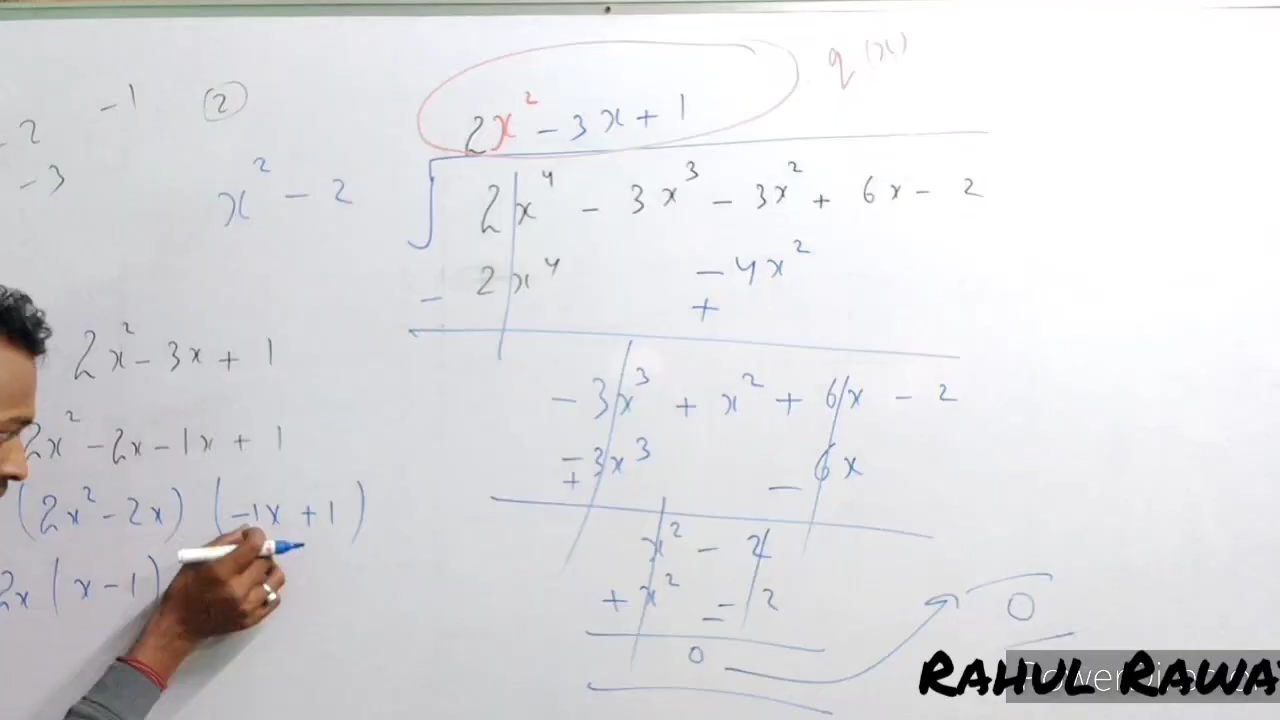 - 2 -1 ②
- 3
x² - 2
q(x)
2x² - 3x + 1
2x⁴ - 3x³ - 3x² + 6x - 2
- 2x⁴ - 4x²
+
- 3x³ + x² + 6x - 2
- 3x³ - 6x
+
x² - 2
+ x² = 2
0
0
2x² - 3x + 1
2x² - 2x - 1x + 1
(2x² - 2x) (-1x + 1)
2x (x - 1)
RAHUL RAWA